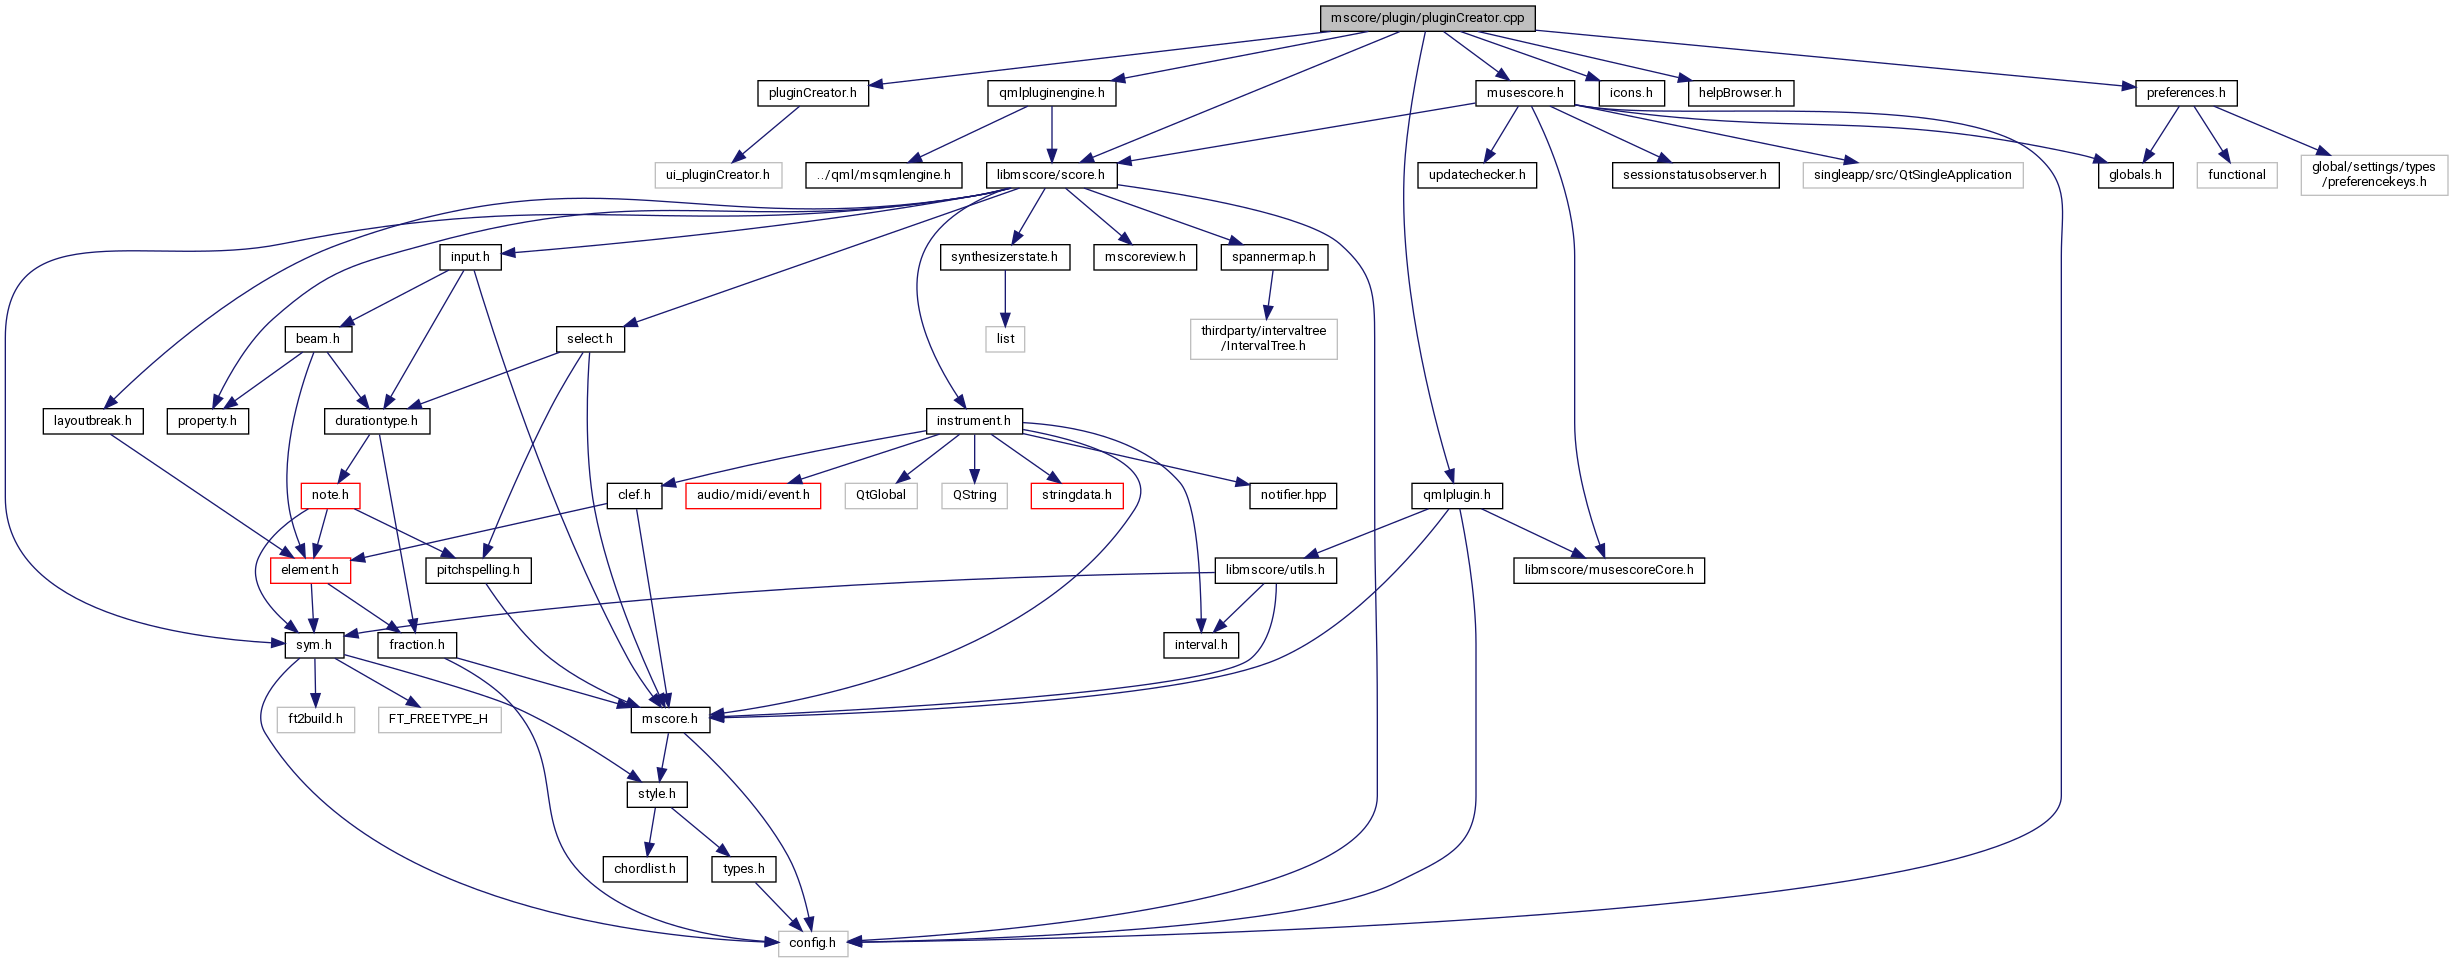 mscore/plugin/pluginCreator.cpp
pluginCreator.h
qmlpluginengine.h
musescore.h
icons.h
helpBrowser.h
preferences.h
ui_pluginCreator.h
../qml/msqmlengine.h
libmscore/score.h
updatechecker.h
sessionstatusobserver.h
singleapp/src/QtSingleApplication
globals.h
functional
global/settings/types
/preferencekeys.h
input.h
synthesizerstate.h
mscoreview.h
spannermap.h
beam.h
select.h
list
thirdparty/intervaltree
/IntervalTree.h
layoutbreak.h
property.h
durationtype.h
instrument.h
note.h
clef.h
audio/midi/event.h
QtGlobal
QString
stringdata.h
notifier.hpp
qmlplugin.h
element.h
pitchspelling.h
libmscore/utils.h
libmscore/musescoreCore.h
sym.h
fraction.h
interval.h
ft2build.h
FT_FREETYPE_H
mscore.h
style.h
chordlist.h
types.h
config.h